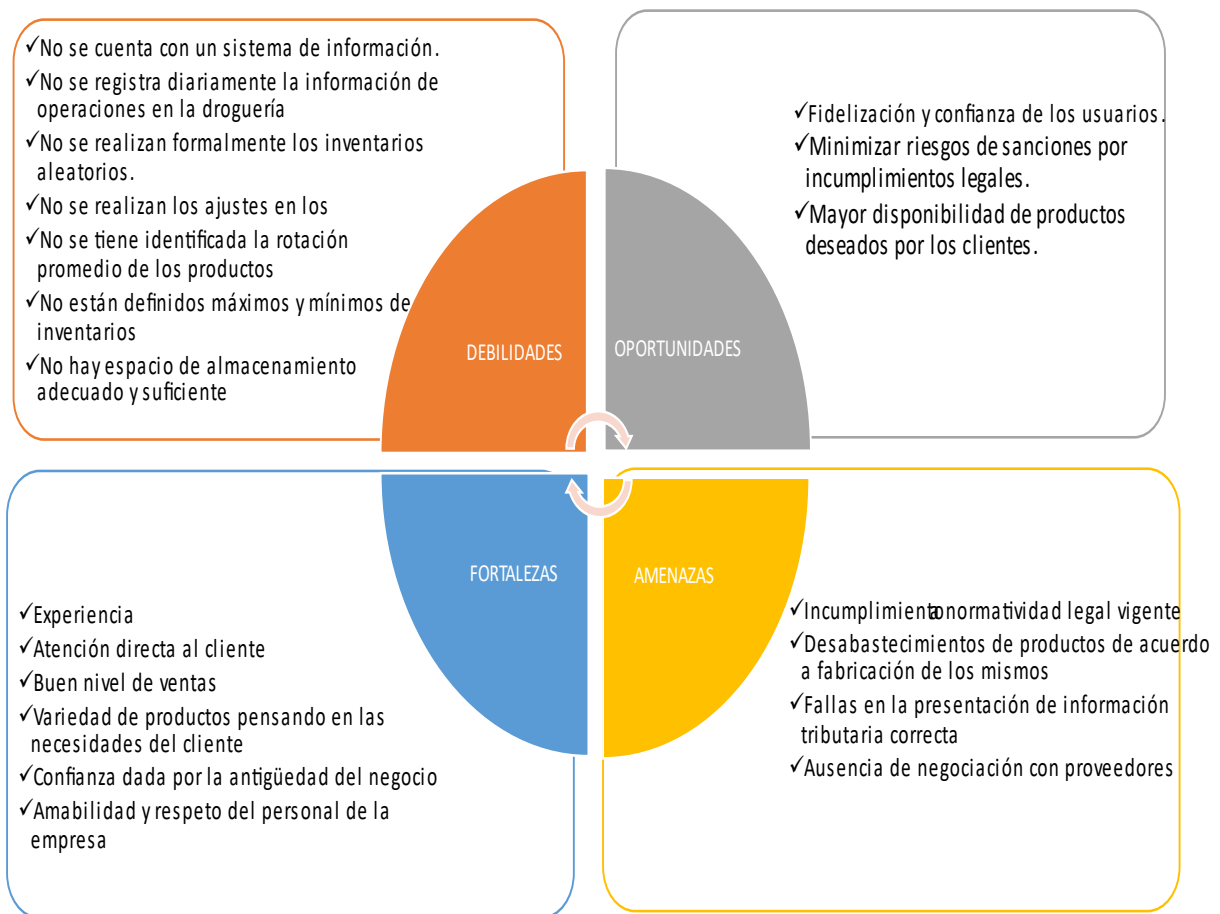 ✓No se cuenta con un sistema de información.
✓No se registra diariamente la información de
operaciones en la droguería
✓No se realizan formalmente los inventarios
aleatorios.
✓No se realizan los ajustes en los
✓No se tiene identificada la rotación
promedio de los productos
✓No están definidos máximos y mínimos de
inventarios
✓No hay espacio de almacenamiento
adecuado y suficiente
DEBILIDADES
✓Fidelización y confianza de los usuarios.
✓Minimizar riesgos de sanciones por
incumplimientos legales.
✓Mayor disponibilidad de productos
deseados por los clientes.
OPORTUNIDADES
FORTALEZAS
✓Experiencia
✓Atención directa al cliente
✓Buen nivel de ventas
✓Variedad de productos pensando en las
necesidades del cliente
✓Confianza dada por la antigüedad del negocio
✓Amabilidad y respeto del personal de la
empresa
AMENAZAS
✓Incumplimiento a normatividad legal vigente
✓Desabastecimientos de productos de acuerdo
a fabricación de los mismos
✓Fallas en la presentación de información
tributaria correcta
✓Ausencia de negociación con proveedores